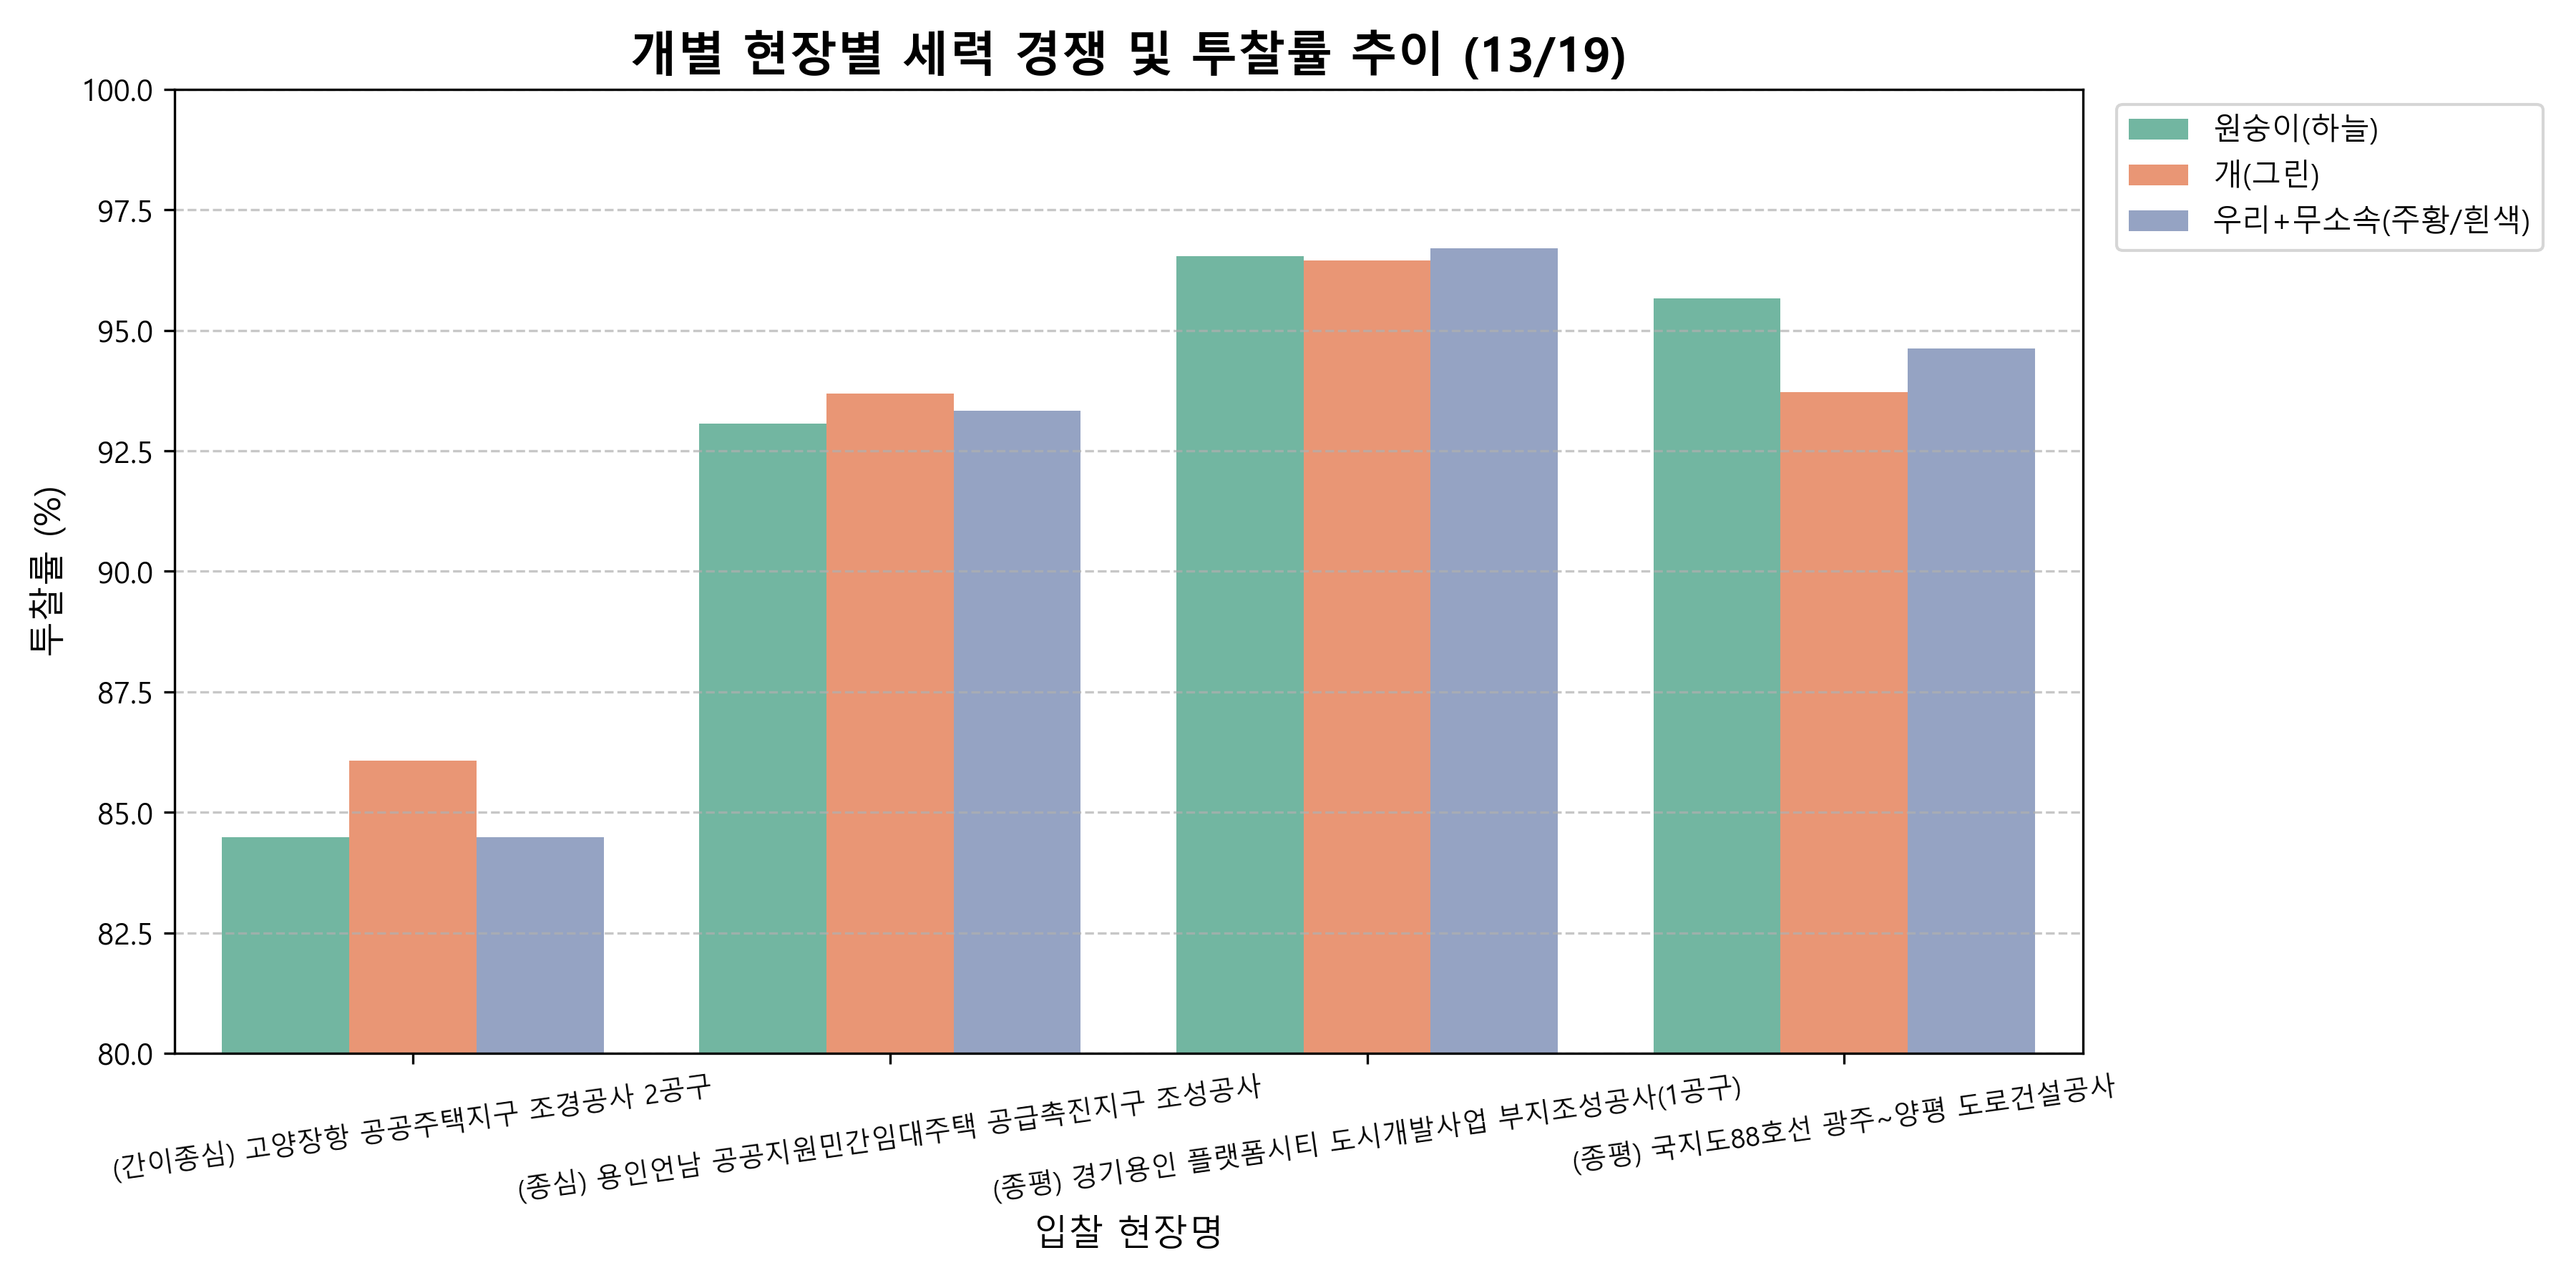 개별 현장별 세력 경쟁 및 투찰률 추이 (13/19)
100.0
97.5
95.0
92.5
90.0
87.5
85.0
82.5
80.0
투찰률 (%)
원숭이(하늘)
개(그린)
우리+무소속(주황/흰색)
(간이종심) 고양장항 공공주택지구 조경공사 2공구
(종심) 용인언남 공공지원민간임대주택 공급촉진지구 조성공사
(종평) 경기용인 플랫폼시티 도시개발사업 부지조성공사(1공구)
(종평) 국지도88호선 광주~양평 도로건설공사
입찰 현장명